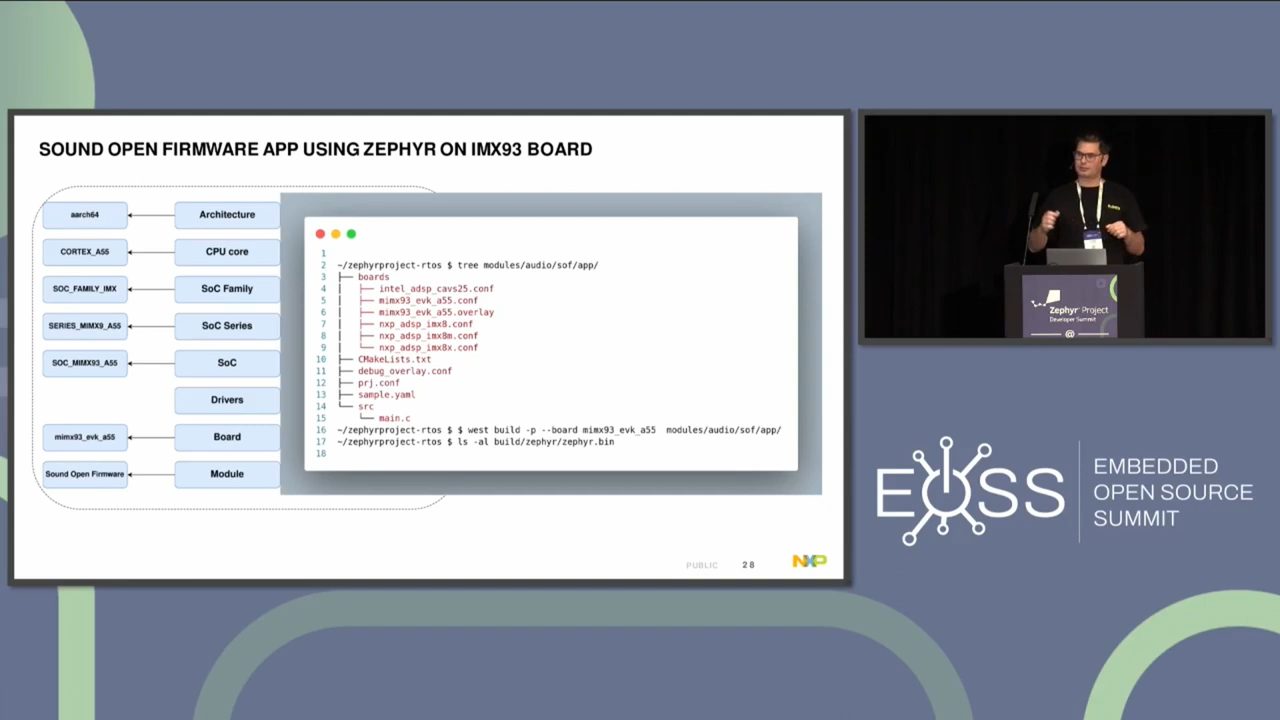 SOUND OPEN FIRMWARE APP USING ZEPHYR ON IMX93 BOARD
aarch64
Architecture
CORTEX_A55
CPU core
SOC_FAMILY_IMX
SoC Family
SERIES_MIMX9_A55
SoC Series
SOC_MIMX93_A55
SoC
Drivers
mimx93_evk_a55
Board
Sound Open Firmware
Module
1
2 ~/zephyrproject-rtos $ tree modules/audio/sof/app/
3 ├── boards
4 │   ├── intel_adsp_cavs25.conf
5 │   ├── mimx93_evk_a55.conf
6 │   ├── mimx93_evk_a55.overlay
7 │   ├── nxp_adsp_imx8.conf
8 │   ├── nxp_adsp_imx8m.conf
9 │   └── nxp_adsp_imx8x.conf
10 ├── CMakeLists.txt
11 ├── debug_overlay.conf
12 ├── prj.conf
13 ├── sample.yaml
14 └── src
15     └── main.c
16 ~/zephyrproject-rtos $ $ west build -p --board mimx93_evk_a55  modules/audio/sof/app/
17 ~/zephyrproject-rtos $ ls -al build/zephyr/zephyr.bin
18
PUBLIC
28
NXP
Zephyr Project
Developer Summit
EOSS
EMBEDDED
OPEN SOURCE
SUMMIT